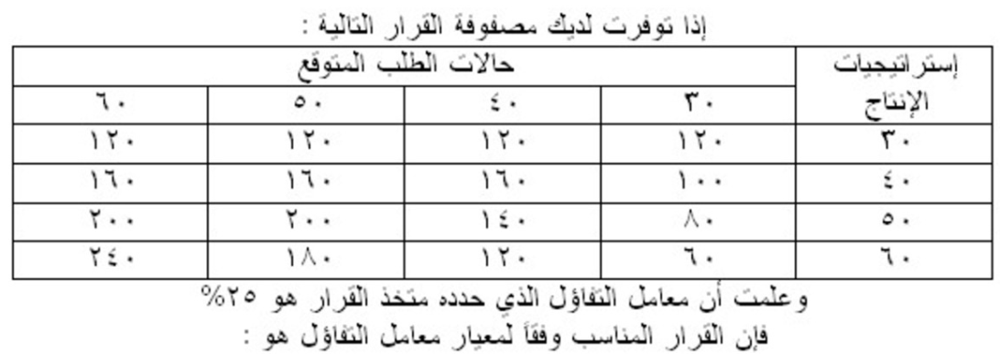 إذا توفرت لديك مصفوفة القرار التالية :
إستراتيجيات الإنتاج حالات الطلب المتوقع
٣٠ ٤٠ ٥٠ ٦٠
٣٠ ١٢٠ ١٢٠ ١٢٠ ١٢٠
٤٠ ١٠٠ ١٦٠ ١٦٠ ١٦٠
٥٠ ٨٠ ١٤٠ ٢٠٠ ٢٠٠
٦٠ ٦٠ ١٢٠ ١٨٠ ٢٤٠
وعلمت أن معامل التفاؤل الذي حدده متخذ القرار هو ٢٥%
فإن القرار المناسب وفقاً لمعيار معامل التفاؤل هو :